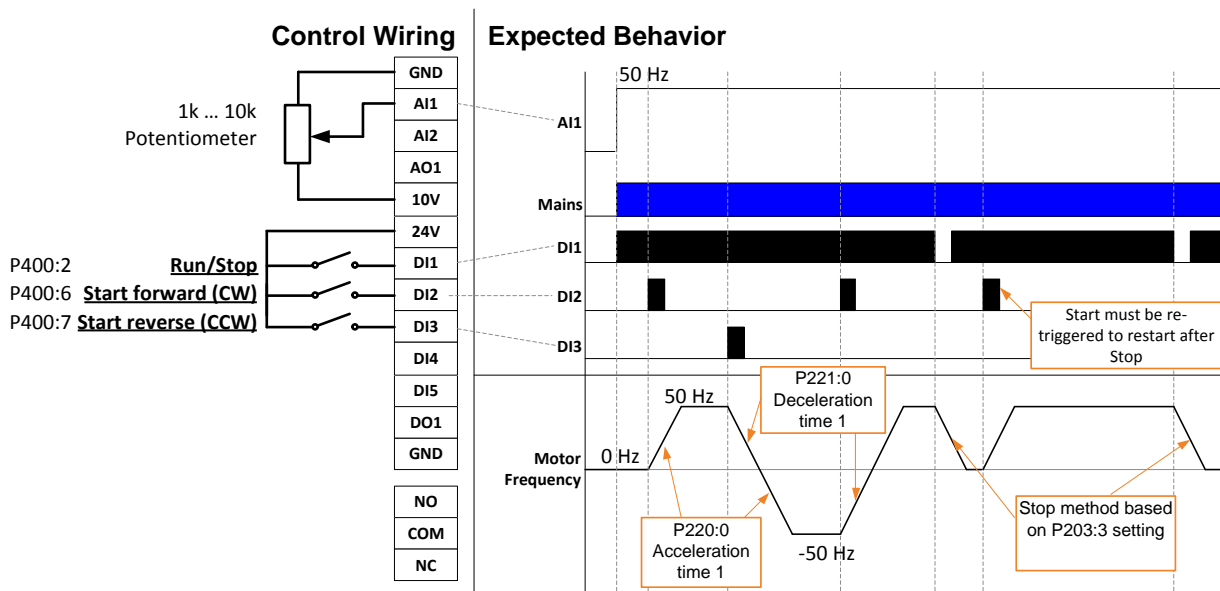 Control Wiring
Expected Behavior
GND
AI1
AI2
AO1
10V
24V
DI1
DI2
DI3
DI4
DI5
DO1
GND
NO
COM
NC
1k ... 10k
Potentiometer
P400:2 Run/Stop
P400:6 Start forward (CW)
P400:7 Start reverse (CCW)
50 Hz
AI1
Mains
DI1
DI2
DI3
Start must be re-
triggered to restart after
Stop
P221:0
Deceleration
time 1
50 Hz
0 Hz
Motor
Frequency
-50 Hz
P220:0
Acceleration
time 1
Stop method based
on P203:3 setting